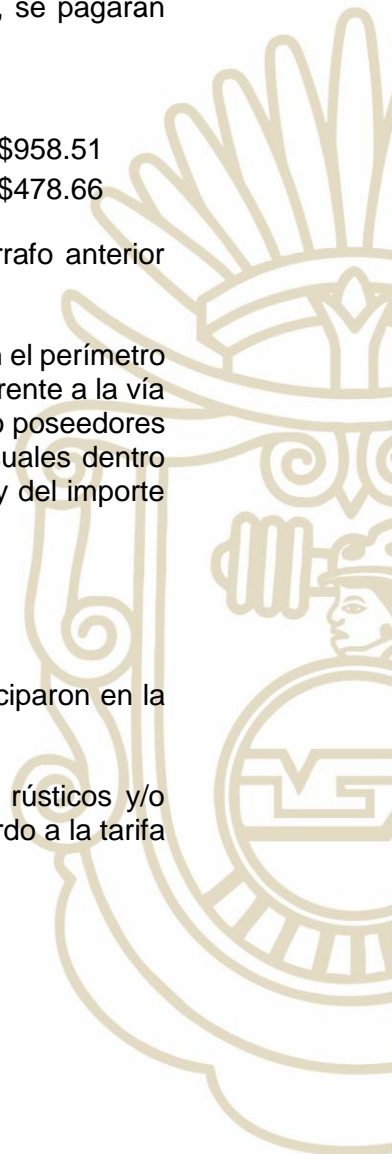 , se pagarán
$958.51
$478.66
rrafo anterior
el perímetro
rente a la vía
o poseedores
suales dentro
y del importe
ciparon en la
rústicos y/o
rdo a la tarifa